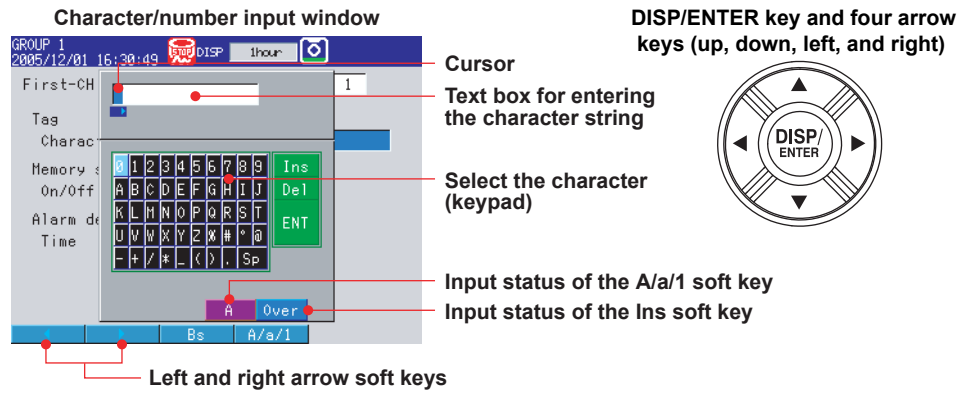 Character/number input window
DISP/ENTER key and four arrow
keys (up, down, left, and right)
GROUP 1
2005/12/01 16:30:49 STOP DISP 1hour
First-CH 1
Tag
Charac
Memory s
On/Off
Alarm de
Time
0 1 2 3 4 5 6 7 8 9 Ins
A B C D E F G H I J Del
K L M N O P Q R S T
ENT
U V W X Y Z % # ° @
- + / * _ ( ) . Sp
A Over
Bs A/a/1
Cursor
Text box for entering
the character string
Select the character
(keypad)
Input status of the A/a/1 soft key
Input status of the Ins soft key
Left and right arrow soft keys
DISP/
ENTER